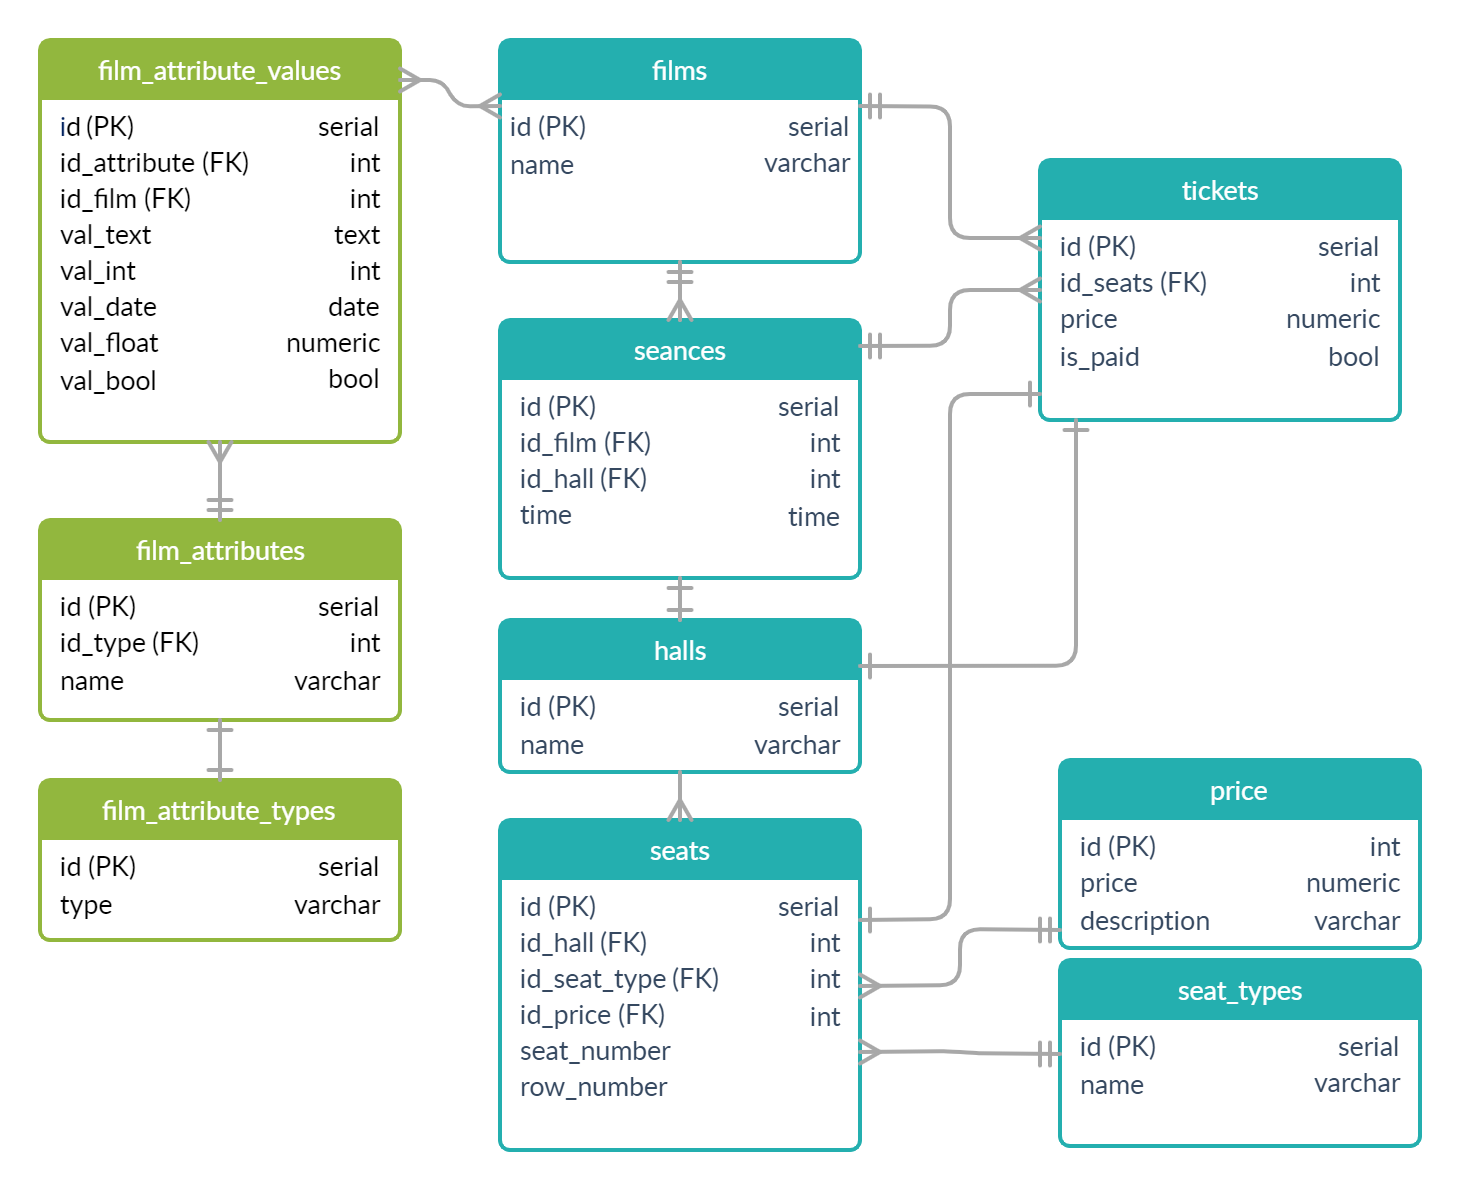 film_attribute_values
id (PK) serial
id_attribute (FK) int
id_film (FK) int
val_text text
val_int int
val_date date
val_float numeric
val_bool bool
film_attributes
id (PK) serial
id_type (FK) int
name varchar
film_attribute_types
id (PK) serial
type varchar
films
id (PK) serial
name varchar
seances
id (PK) serial
id_film (FK) int
id_hall (FK) int
time time
halls
id (PK) serial
name varchar
seats
id (PK) serial
id_hall (FK) int
id_seat_type (FK) int
id_price (FK) int
seat_number
row_number
tickets
id (PK) serial
id_seats (FK) int
price numeric
is_paid bool
price
id (PK) int
price numeric
description varchar
seat_types
id (PK) serial
name varchar